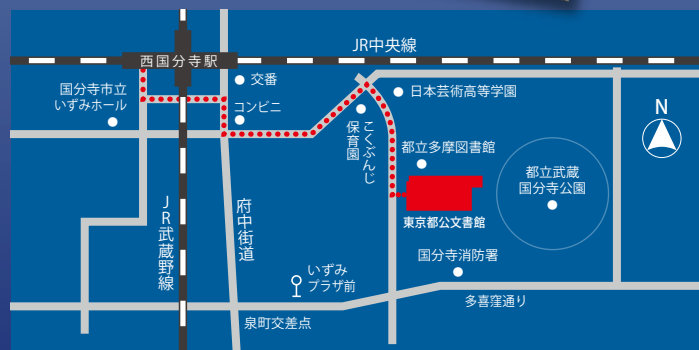 JR中央線
西国分寺駅
交番
国分寺市立
いずみホール
コンビニ
日本芸術高等学園
こくぶんじ
保育園
N
都立多摩図書館
都立武蔵
国分寺公園
東京都公文書館
JR武蔵野線
府中街道
国分寺消防署
いずみ
プラザ前
多喜窪通り
泉町交差点